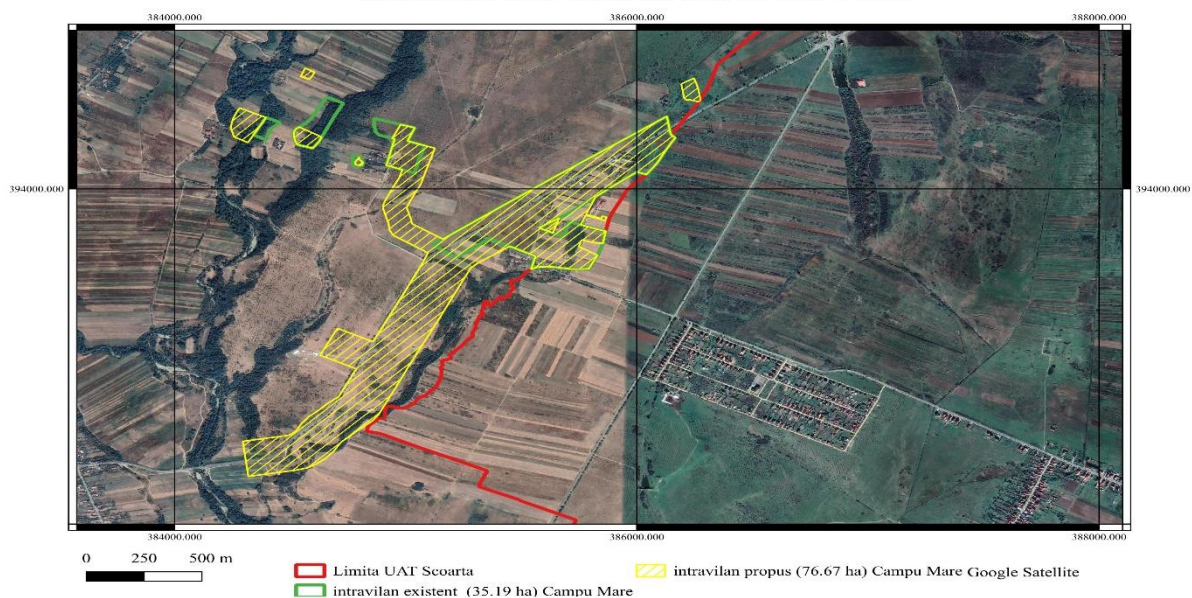 384000.000 386000.000 388000.000
394000.000 394000.000
384000.000 386000.000 388000.000
0 250 500 m
Limita UAT Scoarta
intravilan propus (76.67 ha) Campu Mare Google Satellite
intravilan existent (35.19 ha) Campu Mare